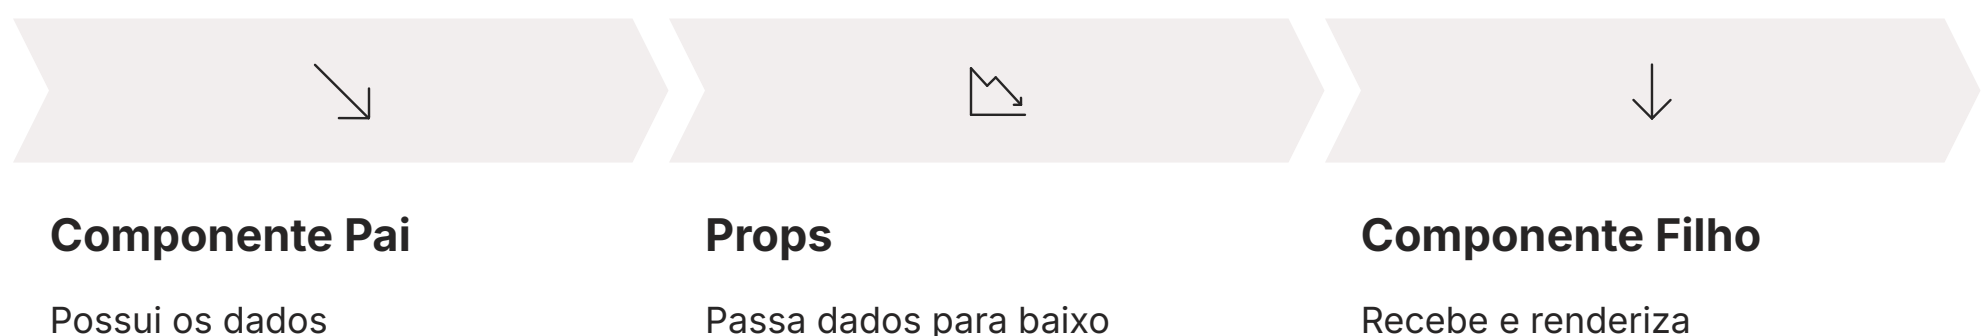 Componente Pai
Possui os dados
Props
Passa dados para baixo
Componente Filho
Recebe e renderiza